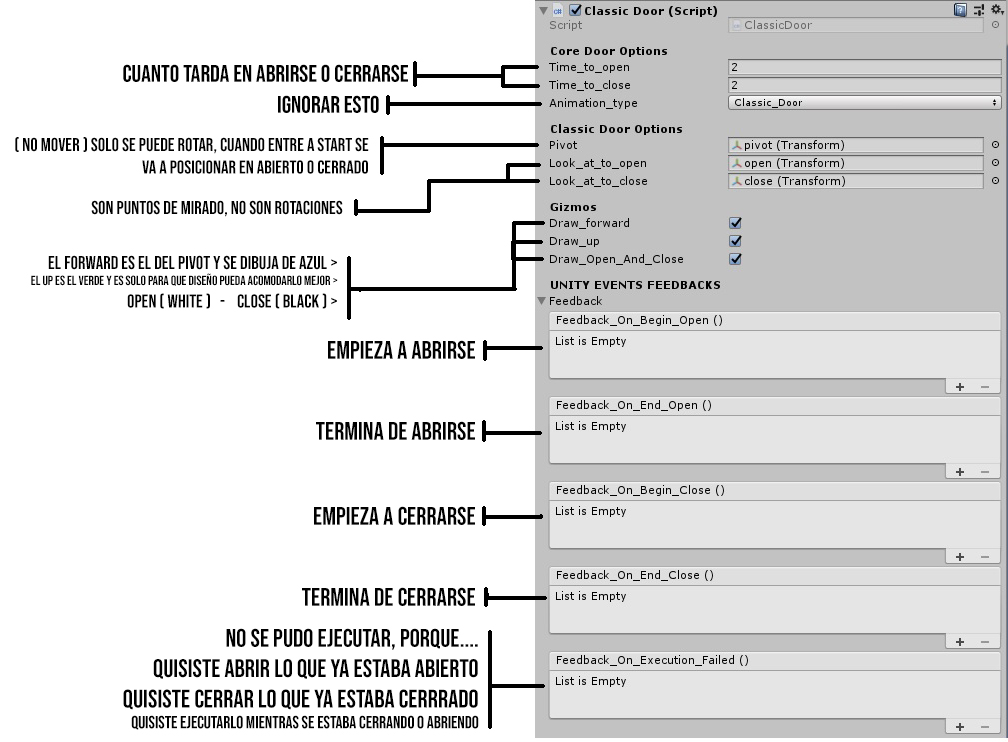 Classic Door (Script)
Script
ClassicDoor
Core Door Options
CUANTO TARDA EN ABRIRSE O CERRARSE
Time_to_open
2
Time_to_close
2
IGNORAR ESTO
Animation_type
Classic_Door
Classic Door Options
( NO MOVER ) SOLO SE PUEDE ROTAR, CUANDO ENTRE A START SE
VA A POSICIONAR EN ABIERTO O CERRADO
Pivot
pivot (Transform)
Look_at_to_open
open (Transform)
Look_at_to_close
close (Transform)
SON PUNTOS DE MIRADO, NO SON ROTACIONES
Gizmos
Draw_forward
Draw_up
Draw_Open_And_Close
EL FORWARD ES EL DEL PIVOT Y SE DIBUJA DE AZUL >
EL UP ES EL VERDE Y ES SOLO PARA QUE DISEÑO PUEDA ACOMODARLO MEJOR >
OPEN ( WHITE ) - CLOSE ( BLACK ) >
UNITY EVENTS FEEDBACKS
Feedback
Feedback_On_Begin_Open ()
List is Empty
EMPIEZA A ABRIRSE
+ −
Feedback_On_End_Open ()
List is Empty
TERMINA DE ABRIRSE
+ −
Feedback_On_Begin_Close ()
List is Empty
EMPIEZA A CERRARSE
+ −
Feedback_On_End_Close ()
List is Empty
TERMINA DE CERRARSE
+ −
NO SE PUDO EJECUTAR, PORQUE....
QUISISTE ABRIR LO QUE YA ESTABA ABIERTO
QUISISTE CERRAR LO QUE YA ESTABA CERRRADO
QUISISTE EJECUTARLO MIENTRAS SE ESTABA CERRANDO O ABRIENDO
Feedback_On_Execution_Failed ()
List is Empty
+ −